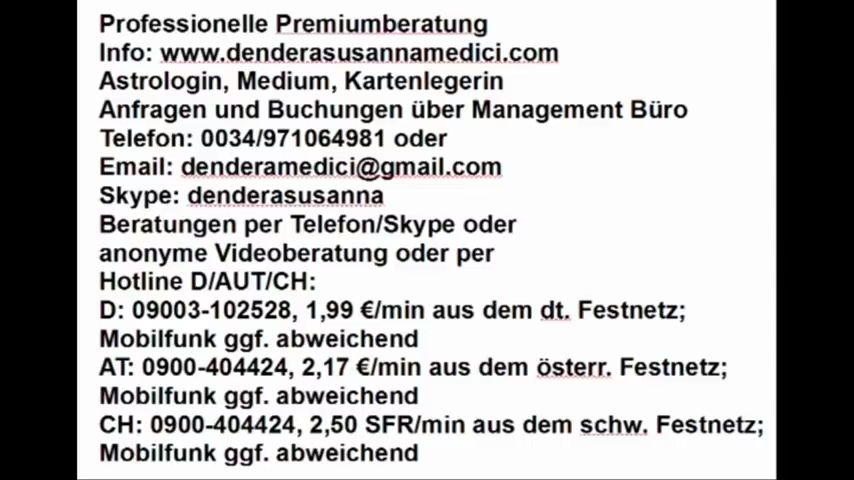 Professionelle Premiumberatung
Info: www.denderasusannamedici.com
Astrologin, Medium, Kartenlegerin
Anfragen und Buchungen über Management Büro
Telefon: 0034/971064981 oder
Email: denderamedici@gmail.com
Skype: denderasusanna
Beratungen per Telefon/Skype oder
anonyme Videoberatung oder per
Hotline D/AUT/CH:
D: 09003-102528, 1,99 €/min aus dem dt. Festnetz;
Mobilfunk ggf. abweichend
AT: 0900-404424, 2,17 €/min aus dem österr. Festnetz;
Mobilfunk ggf. abweichend
CH: 0900-404424, 2,50 SFR/min aus dem schw. Festnetz;
Mobilfunk ggf. abweichend